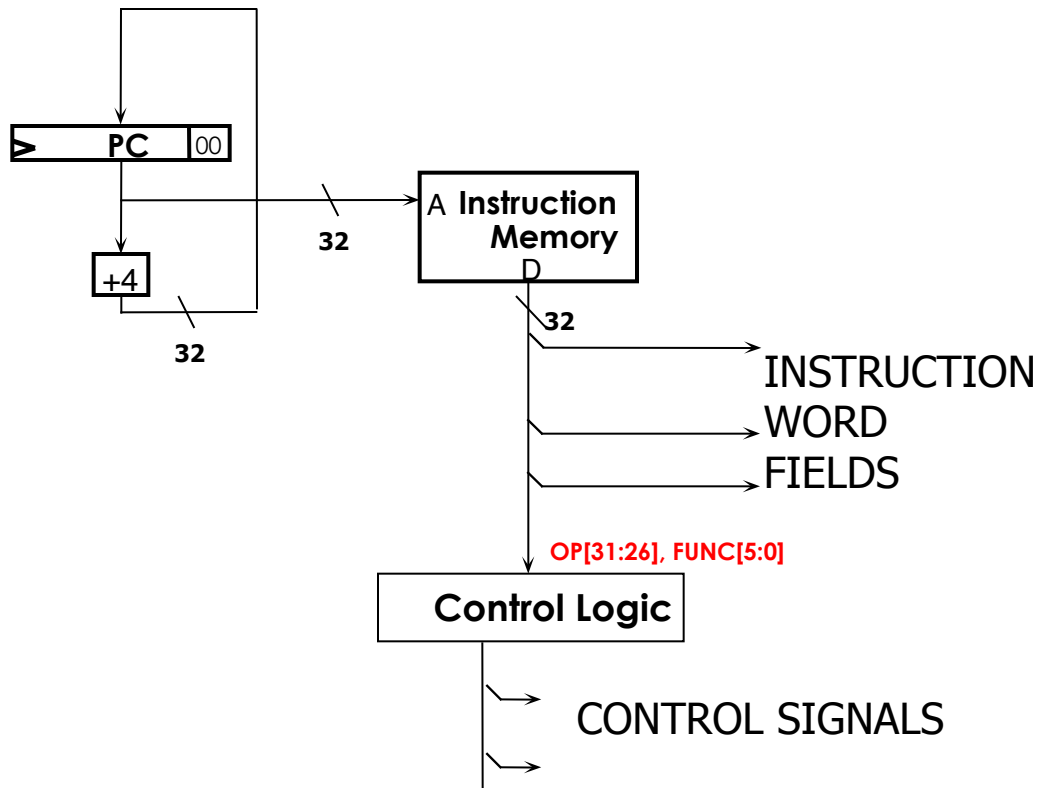 PC 00
32
A Instruction
Memory
D
+4
32
32
INSTRUCTION
WORD
FIELDS
OP[31:26], FUNC[5:0]
Control Logic
CONTROL SIGNALS